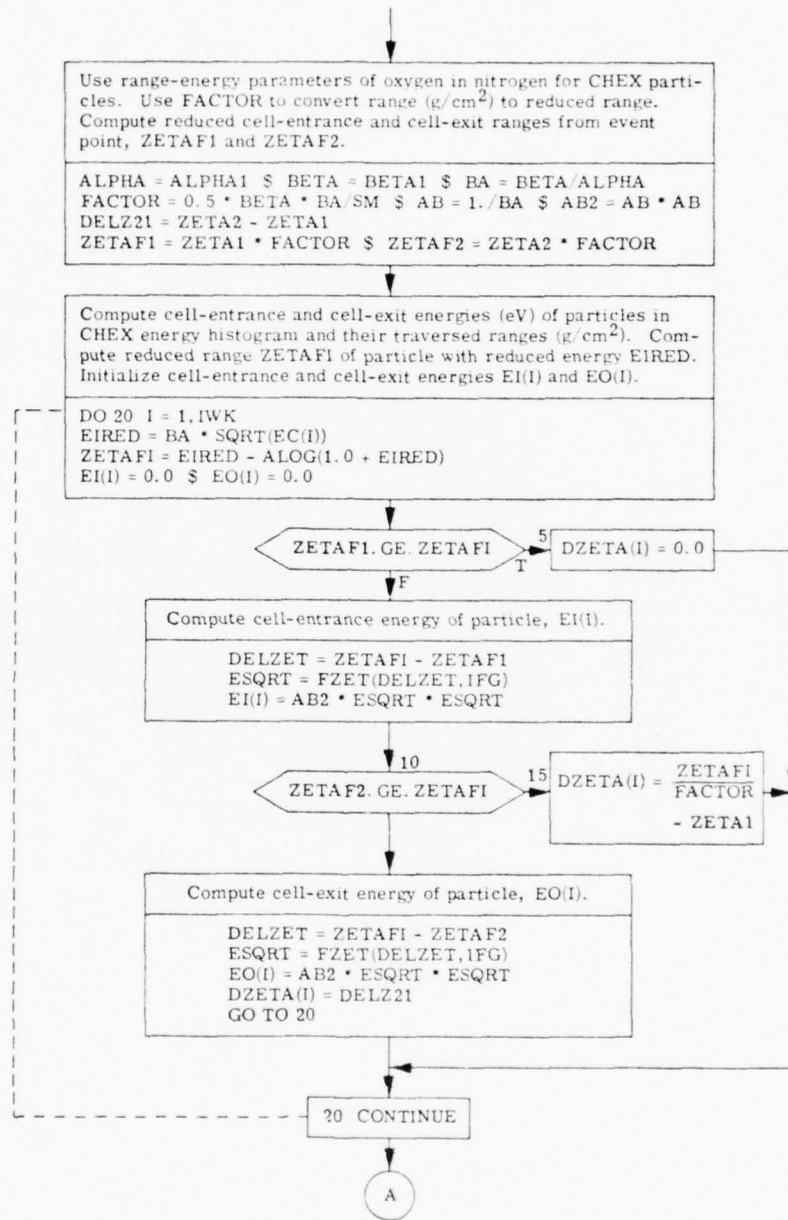 Use range-energy parameters of oxygen in nitrogen for CHEX parti-
cles. Use FACTOR to convert range (g/cm²) to reduced range.
Compute reduced cell-entrance and cell-exit ranges from event
point, ZETAF1 and ZETAF2.
ALPHA = ALPHA1 $ BETA = BETA1 $ BA = BETA/ALPHA
FACTOR = 0.5 * BETA * BA/SM $ AB = 1./BA $ AB2 = AB * AB
DELZ21 = ZETA2 - ZETA1
ZETAF1 = ZETA1 * FACTOR $ ZETAF2 = ZETA2 * FACTOR
Compute cell-entrance and cell-exit energies (eV) of particles in
CHEX energy histogram and their traversed ranges (g/cm²). Com-
pute reduced range ZETAFI of particle with reduced energy EIRED.
Initialize cell-entrance and cell-exit energies EI(I) and EO(I).
DO 20 I = 1, IWK
EIRED = BA * SQRT(EC(I))
ZETAFI = EIRED - ALOG(1.0 + EIRED)
EI(I) = 0.0 $ EO(I) = 0.0
ZETAF1. GE. ZETAFI
T
5
DZETA(I) = 0.0
F
Compute cell-entrance energy of particle, EI(I).
DELZET = ZETAFI - ZETAF1
ESQRT = FZET(DELZET, IFG)
EI(I) = AB2 * ESQRT * ESQRT
10
ZETAF2. GE. ZETAFI
15
DZETA(I) = ZETAFI
FACTOR
- ZETA1
Compute cell-exit energy of particle, EO(I).
DELZET = ZETAFI - ZETAF2
ESQRT = FZET(DELZET, IFG)
EO(I) = AB2 * ESQRT * ESQRT
DZETA(I) = DELZ21
GO TO 20
20 CONTINUE
A